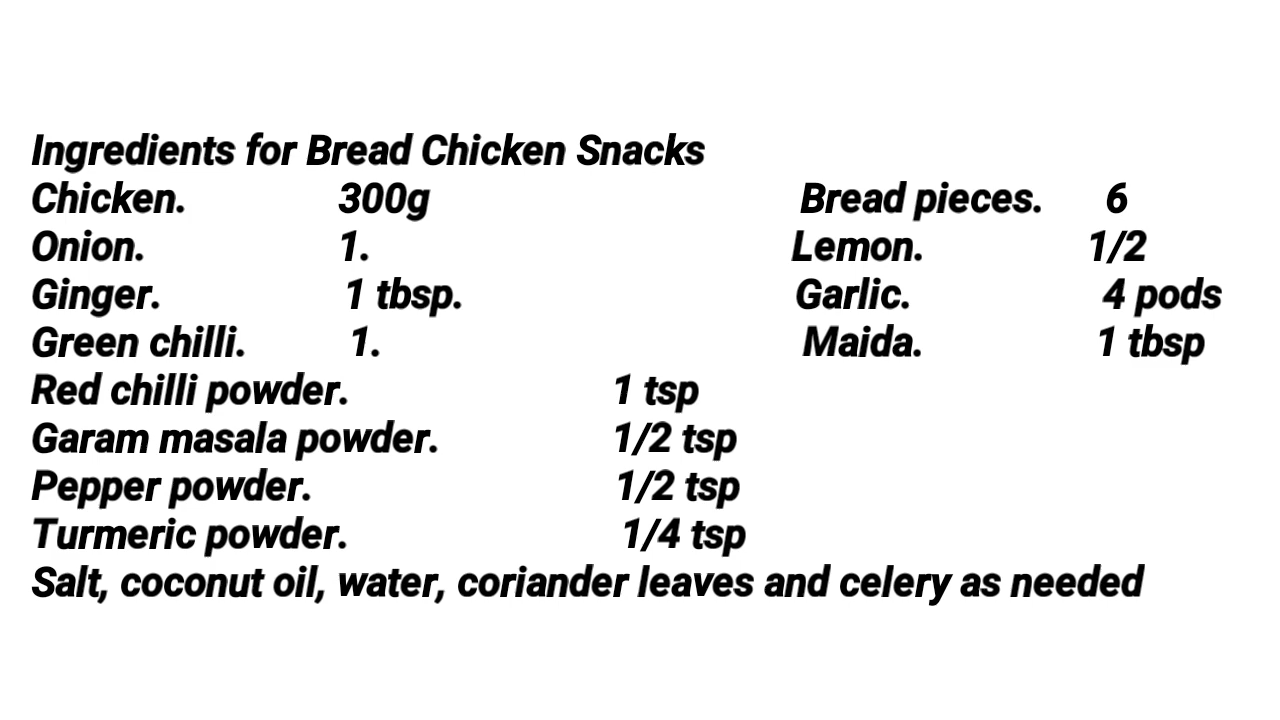 Ingredients for Bread Chicken Snacks
Chicken. 300g Bread pieces. 6
Onion. 1. Lemon. 1/2
Ginger. 1 tbsp. Garlic. 4 pods
Green chilli. 1. Maida. 1 tbsp
Red chilli powder. 1 tsp
Garam masala powder. 1/2 tsp
Pepper powder. 1/2 tsp
Turmeric powder. 1/4 tsp
Salt, coconut oil, water, coriander leaves and celery as needed